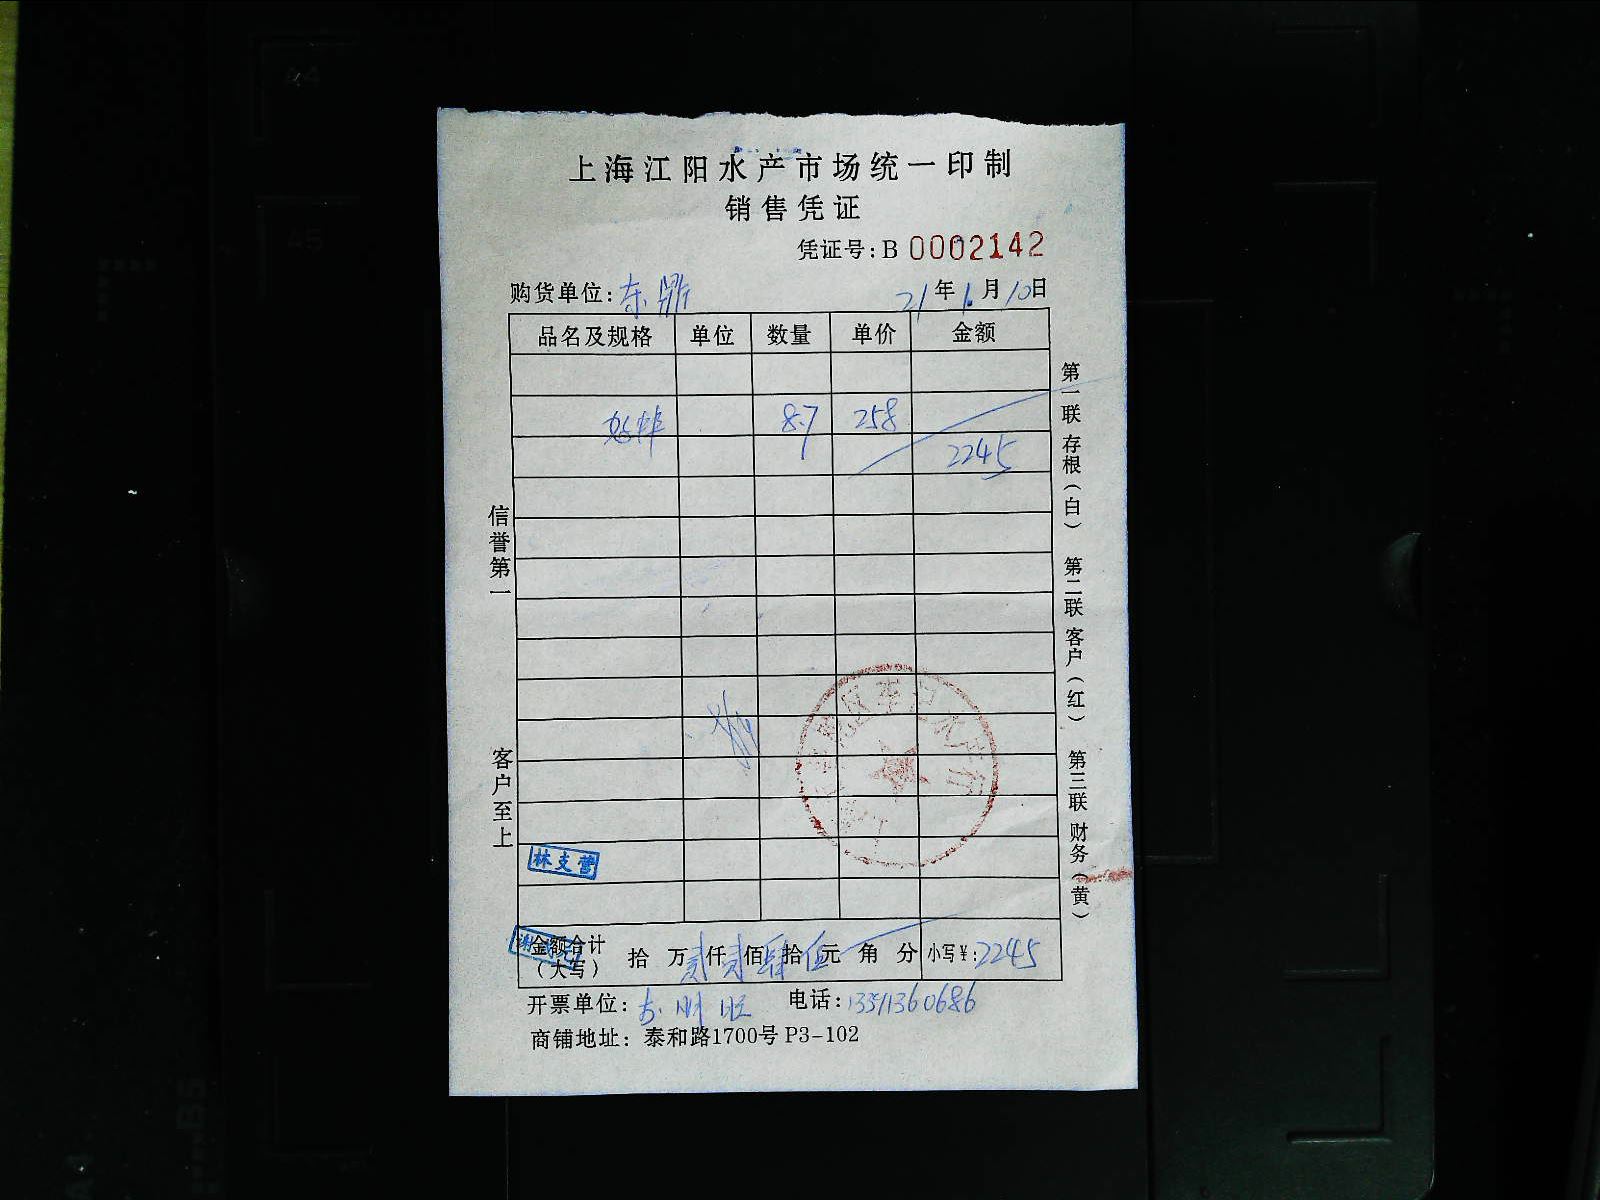 上海江阳水产市场统一印制
销售凭证
凭证号:B 0002142
购货单位:东鼎 21年1月10日
品名及规格 单位 数量 单价 金额
8.7 258
2245
信誉第一
客户至上
第一联 存根(白) 第二联 客户(红) 第三联 财务(黄)
林支营
金额合计(大写) 拾 万 贰仟 贰佰 肆拾 伍元 角 分 小写¥:2245
开票单位: 电话:
商铺地址:泰和路1700号 P3-102